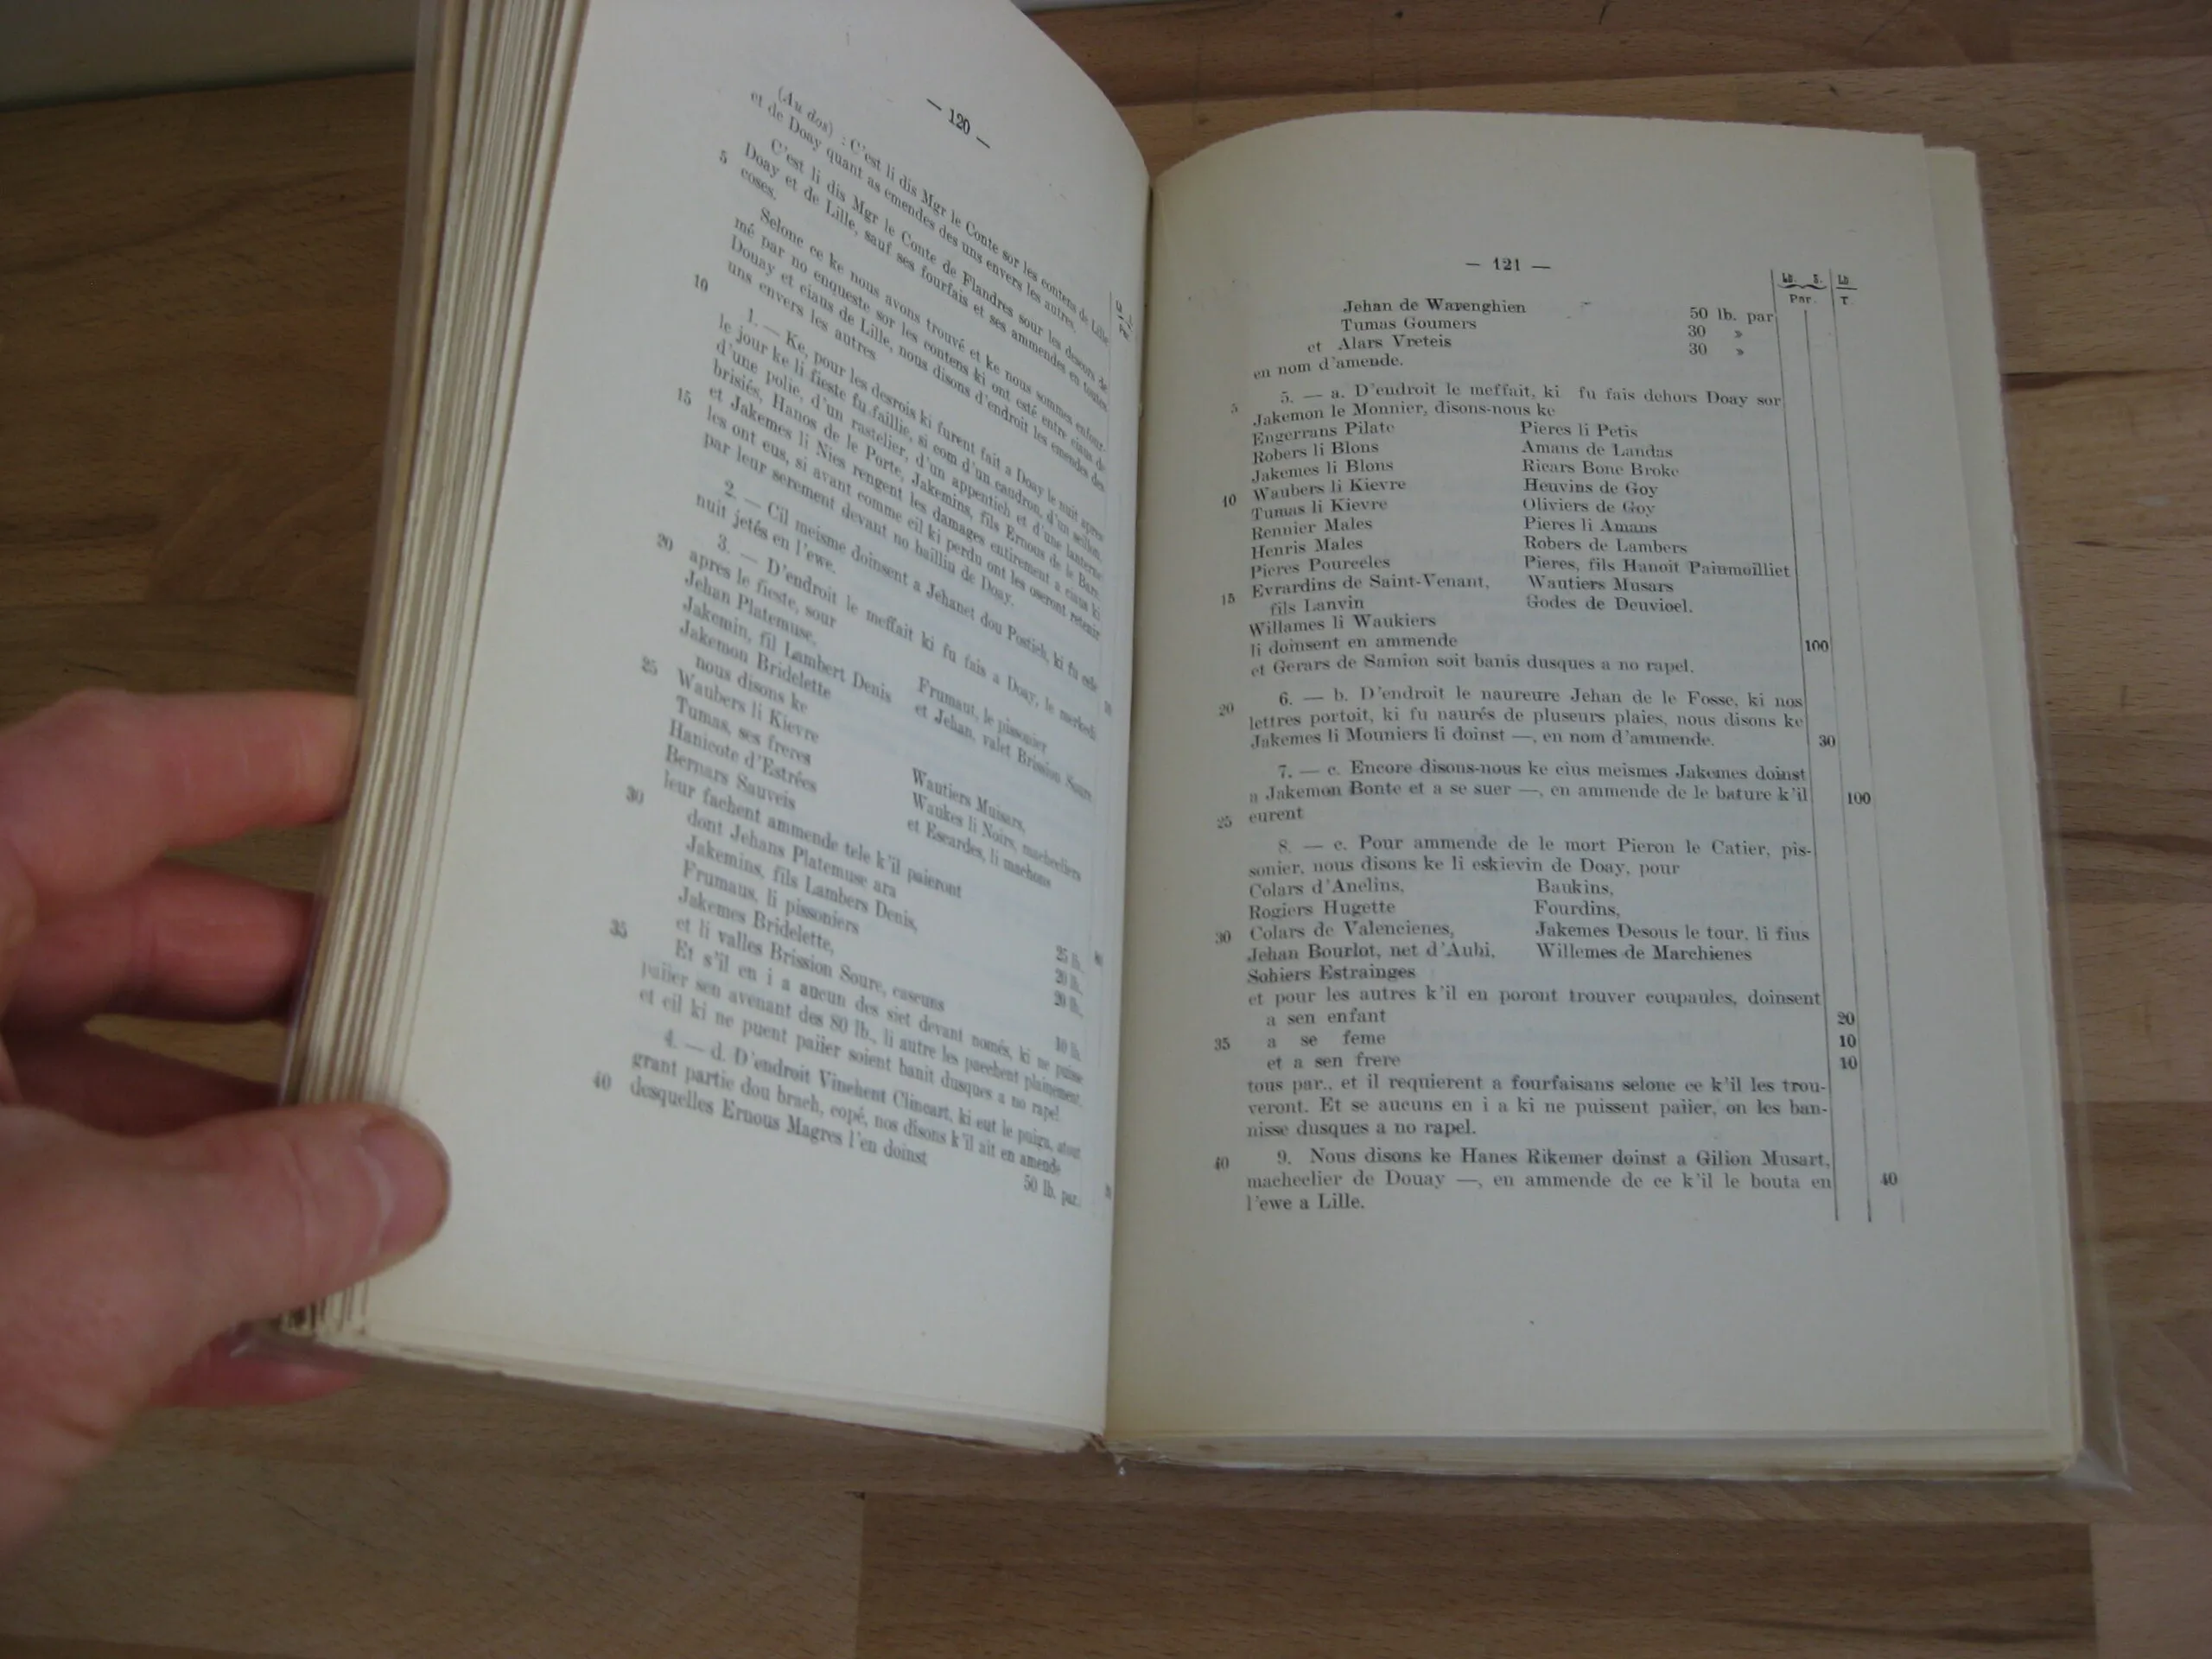 — 120 —
(Au dos) : C'est li dis Mgr le Conte sor les contens de Lille
et de Doay quant as emendes des uns envers les autres.
C'est li dis Mgr le Conte de Flandres sour les descors de
5 Doay et de Lille, sauf ses fourfais et ses ammendes en toutes
coses.
Selonc ce ke nous avons trouvé et ke nous sommes enfour-
mé par no enqueste sor les contens ki ont esté entre ciaus de
Douay et ciaus de Lille, nous disons d'endroit les emendes des
10 uns envers les autres
1. — Ke, pour les desrois ki furent fait a Doay le nuit apres
le jour ke li fieste fu faillie, si com d'un caudron, d'un seillon,
d'une polie, d'un rastelier, d'un appentich et d'une lanterne
brisiés, Hanos de le Porte, Jakemins, fils Ernous de le Bare,
15 et Jakemes li Nies rengent les damages entirement a ciaus ki
les ont eus, si avant comme cil ki perdu ont les oseront retenir
par leur serement devant no bailliu de Doay.
2. — Cil meisme doinsent a Jehanet dou Postich, ki fu cele
nuit jetés en l'ewe.
20 3. — D'endroit le meffait ki fu fais a Doay, le merkedi
apres le fieste, sour
Jehan Platemuse, Frumaut, le pissonier
Jakemin, fil Lambert Denis et Jehan, valet Brission Soure
Jakemon Bridelette
nous disons ke
25 Waubers li Kievre Wautiers Muisars,
Tumas, ses freres Waukes li Noirs, macheeliers
Hanicote d'Estrées et Escardes, li machons
Bernars Sauveis
leur fachent ammende tele k'il paieront
30 dont Jehans Platemuse ara 25 lb.
Jakemins, fils Lambers Denis, 20 lb.
Frumaus, li pissoniers 20 lb.
Jakemes Bridelette,
et li valles Brission Soure, cascuns 10 lb.
35 Et s'il en i a aucun des siet devant només, ki ne puisse
paiier sen avenant des 80 lb., li autre les pacchent plainement,
et cil ki ne puent paiier soient banit dusques a no rapel.
4. — d. D'endroit Vinchent Clincart, ki eut le puign, atout
grant partie dou brach, copé, nos disons k'il ait en amende
40 desquelles Ernous Magres l'en doinst 50 lb. par.
— 121 —
Lb. S. Lb
Par. T.
Jehan de Warenghien 50 lb. par
Tumas Goumers 30 »
et Alars Vreteis 30 »
en nom d'amende.
5 5. — a. D'endroit le meffait, ki fu fais dehors Doay sor
Jakemon le Monnier, disons-nous ke
Engerrans Pilate Pieres li Petis
Robers li Blons Amans de Landas
Jakemes li Blons Ricars Bone Broke
10 Waubers li Kievre Heuvins de Goy
Tumas li Kievre Oliviers de Goy
Rennier Males Pieres li Amans
Henris Males Robers de Lambers
Pieres Pourceles Pieres, fils Hanoit Painmoilliet
15 Evrardins de Saint-Venant, Wautiers Musars
fils Lanvin Godes de Deuvioel.
Willames li Waukiers
li doinsent en ammende 100
et Gerars de Samion soit banis dusques a no rapel.
20 6. — b. D'endroit le naureure Jehan de le Fosse, ki nos
lettres portoit, ki fu naurés de pluseurs plaies, nous disons ke
Jakemes li Mouniers li doinst —, en nom d'ammende. 30
7. — c. Encore disons-nous ke cius meismes Jakemes doinst
a Jakemon Bonte et a se suer —, en ammende de le bature k'il 100
25 eurent
8. — c. Pour ammende de le mort Pieron le Catier, pis-
sonier, nous disons ke li eskievin de Doay, pour
Colars d'Anelins, Baukins,
Rogiers Hugette Fourdins,
30 Colars de Valencienes, Jakemes Desous le tour, li fius
Jehan Bourlot, net d'Aubi, Willemes de Marchienes
Sohiers Estrainges
et pour les autres k'il en poront trouver coupaules, doinsent
a sen enfant 20
35 a se feme 10
et a sen frere 10
tous par., et il requierent a fourfaisans selonc ce k'il les trou-
veront. Et se aucuns en i a ki ne puissent paiier, on les ban-
nisse dusques a no rapel.
40 9. Nous disons ke Hanes Rikemer doinst a Gilion Musart,
macheclier de Douay —, en ammende de ce k'il le bouta en 40
l'ewe a Lille.